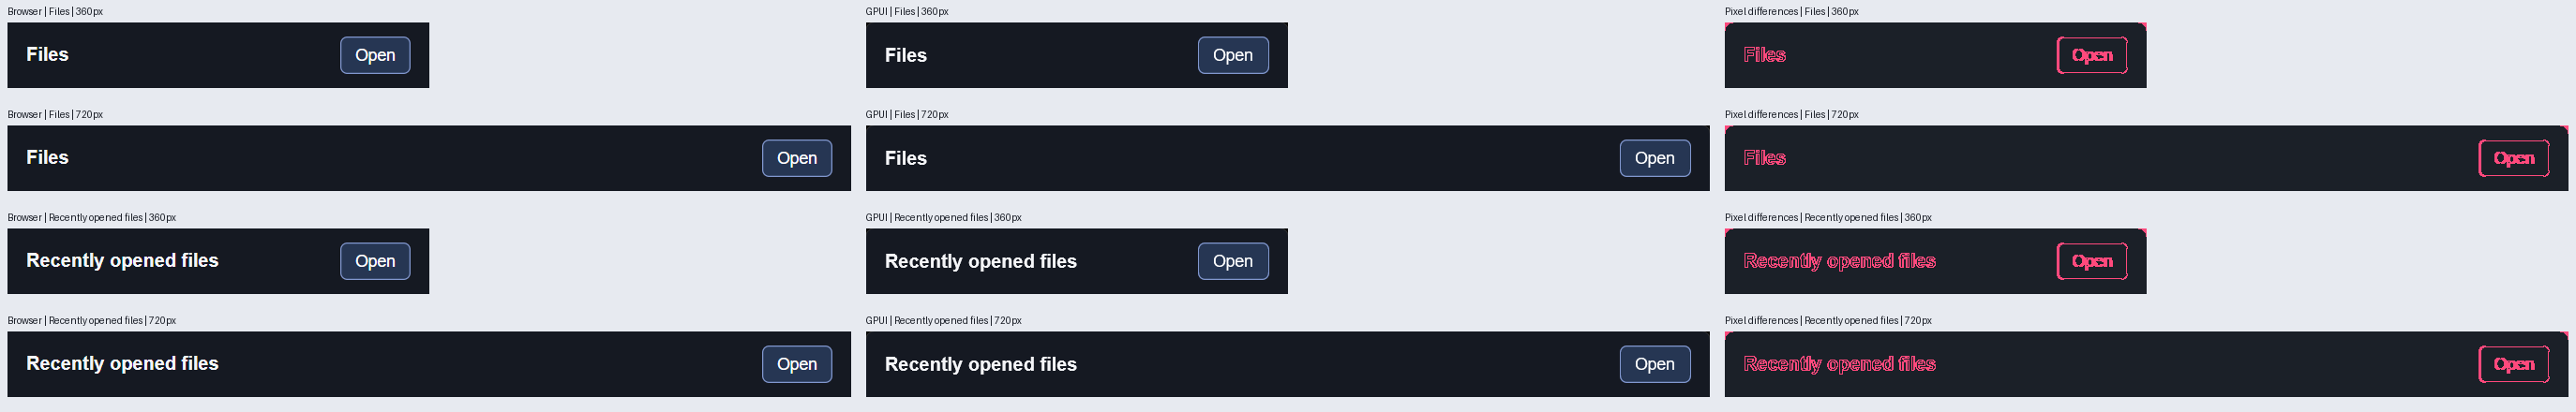 Browser | Files | 360px
GPUI | Files | 360px
Pixel differences | Files | 360px
Files
Open
Files
Open
Files
Open
Browser | Files | 720px
GPUI | Files | 720px
Pixel differences | Files | 720px
Files
Open
Files
Open
Files
Open
Browser | Recently opened files | 360px
GPUI | Recently opened files | 360px
Pixel differences | Recently opened files | 360px
Recently opened files
Open
Recently opened files
Open
Recently opened files
Open
Browser | Recently opened files | 720px
GPUI | Recently opened files | 720px
Pixel differences | Recently opened files | 720px
Recently opened files
Open
Recently opened files
Open
Recently opened files
Open